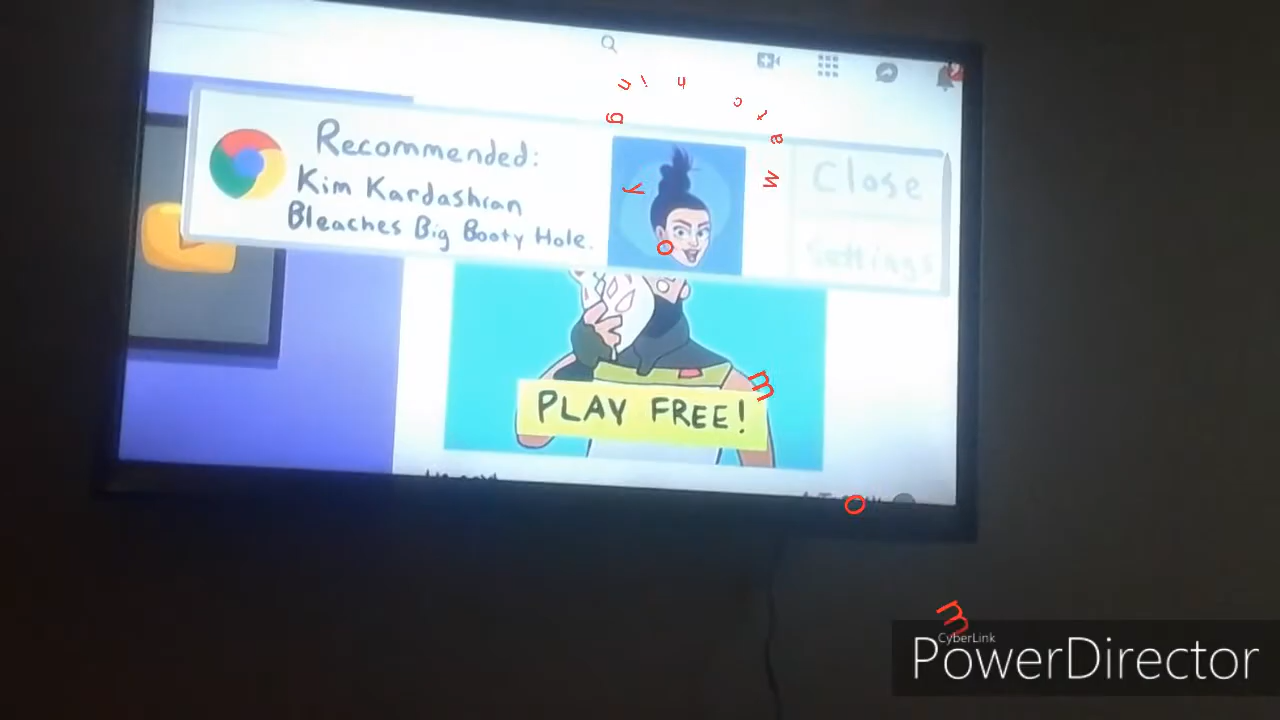 Recommended:
Kim Kardashian
Bleaches Big Booty Hole.
Close
Settings
PLAY FREE!
CyberLink
PowerDirector